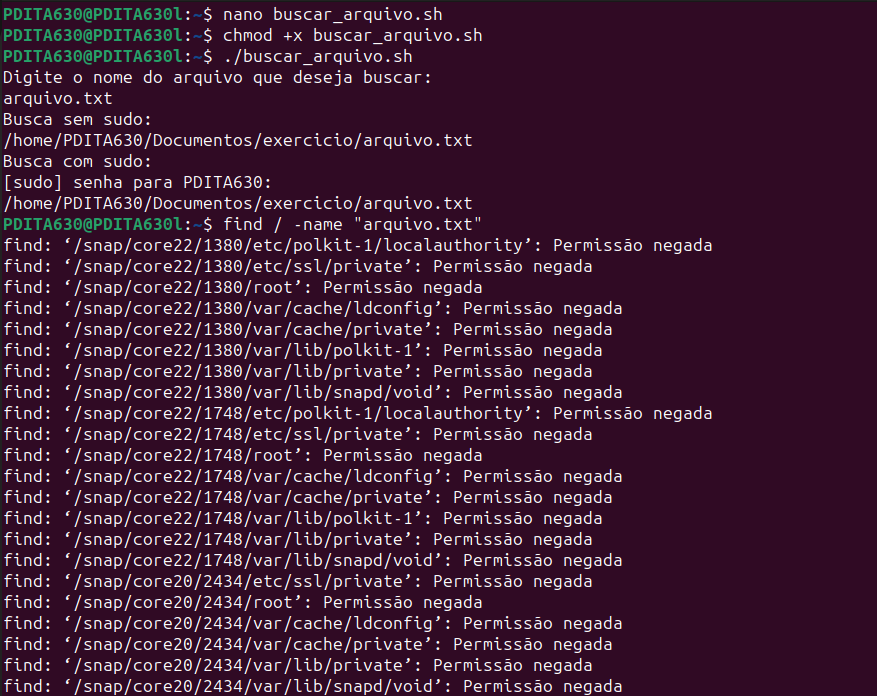 PDITA630@PDITA630l:~$ nano buscar_arquivo.sh
PDITA630@PDITA630l:~$ chmod +x buscar_arquivo.sh
PDITA630@PDITA630l:~$ ./buscar_arquivo.sh
Digite o nome do arquivo que deseja buscar:
arquivo.txt
Busca sem sudo:
/home/PDITA630/Documentos/exercicio/arquivo.txt
Busca com sudo:
[sudo] senha para PDITA630:
/home/PDITA630/Documentos/exercicio/arquivo.txt
PDITA630@PDITA630l:~$ find / -name "arquivo.txt"
find: ‘/snap/core22/1380/etc/polkit-1/localauthority’: Permissão negada
find: ‘/snap/core22/1380/etc/ssl/private’: Permissão negada
find: ‘/snap/core22/1380/root’: Permissão negada
find: ‘/snap/core22/1380/var/cache/ldconfig’: Permissão negada
find: ‘/snap/core22/1380/var/cache/private’: Permissão negada
find: ‘/snap/core22/1380/var/lib/polkit-1’: Permissão negada
find: ‘/snap/core22/1380/var/lib/private’: Permissão negada
find: ‘/snap/core22/1380/var/lib/snapd/void’: Permissão negada
find: ‘/snap/core22/1748/etc/polkit-1/localauthority’: Permissão negada
find: ‘/snap/core22/1748/etc/ssl/private’: Permissão negada
find: ‘/snap/core22/1748/root’: Permissão negada
find: ‘/snap/core22/1748/var/cache/ldconfig’: Permissão negada
find: ‘/snap/core22/1748/var/cache/private’: Permissão negada
find: ‘/snap/core22/1748/var/lib/polkit-1’: Permissão negada
find: ‘/snap/core22/1748/var/lib/private’: Permissão negada
find: ‘/snap/core22/1748/var/lib/snapd/void’: Permissão negada
find: ‘/snap/core20/2434/etc/ssl/private’: Permissão negada
find: ‘/snap/core20/2434/root’: Permissão negada
find: ‘/snap/core20/2434/var/cache/ldconfig’: Permissão negada
find: ‘/snap/core20/2434/var/cache/private’: Permissão negada
find: ‘/snap/core20/2434/var/lib/private’: Permissão negada
find: ‘/snap/core20/2434/var/lib/snapd/void’: Permissão negada